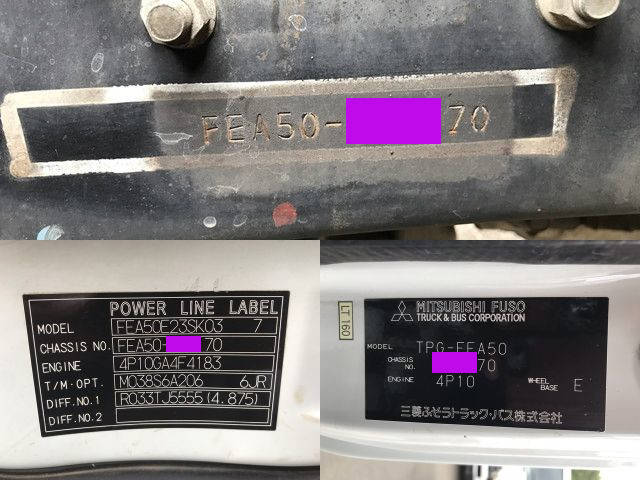 FEA50- 70
POWER LINE LABEL
MODEL FEA50E23SK03 7
CHASSIS NO. FEA50- 70
ENGINE 4P10GA4F4183
T/M·OPT. M038S6A206 6JR
DIFF.NO.1 R033TJ5555(4.875)
DIFF.NO.2
LT160
MITSUBISHI FUSO
TRUCK & BUS CORPORATION
MODEL TPG-FEA50
CHASSIS NO. 70
ENGINE 4P10 WHEEL BASE E
三菱ふそうトラック・バス株式会社